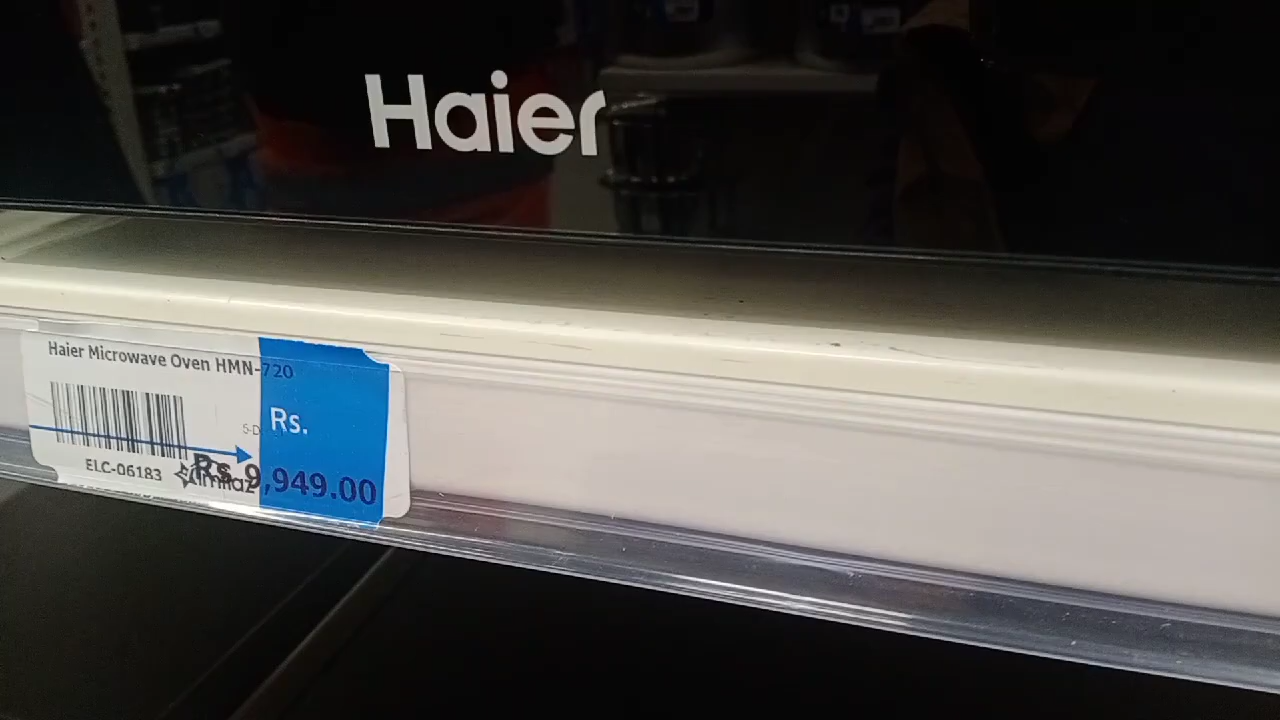 Haier
Haier Microwave Oven HMN-720
Rs.
ELC-06183
Rs 9,949.00